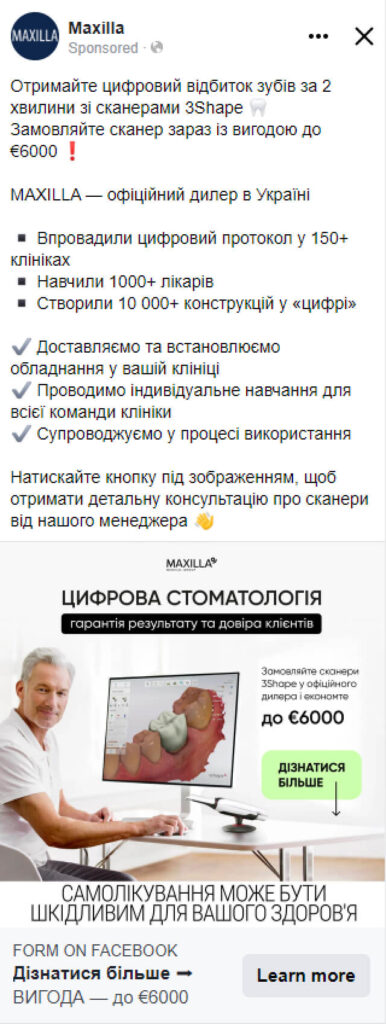 MAXILLA
Maxilla
Sponsored ·
Отримайте цифровий відбиток зубів за 2
хвилини зі сканерами 3Shape 🦷
Замовляйте сканер зараз із вигодою до
€6000 ❗
MAXILLA — офіційний дилер в Україні
▪ Впровадили цифровий протокол у 150+
клініках
▪ Навчили 1000+ лікарів
▪ Створили 10 000+ конструкцій у «цифрі»
✔ Доставляємо та встановлюємо
обладнання у вашій клініці
✔ Проводимо індивідуальне навчання для
всієї команди клініки
✔ Супроводжуємо у процесі використання
Натискайте кнопку під зображенням, щоб
отримати детальну консультацію про сканери
від нашого менеджера 👋
MAXILLA
ЦИФРОВА СТОМАТОЛОГІЯ
гарантія результату та довіра клієнтів
Замовляйте сканери
3Shape у офіційного
дилера і економте
до €6000
ДІЗНАТИСЯ
БІЛЬШЕ
САМОЛІКУВАННЯ МОЖЕ БУТИ
ШКІДЛИВИМ ДЛЯ ВАШОГО ЗДОРОВ'Я
FORM ON FACEBOOK
Дізнатися більше ➞
ВИГОДА — до €6000
Learn more